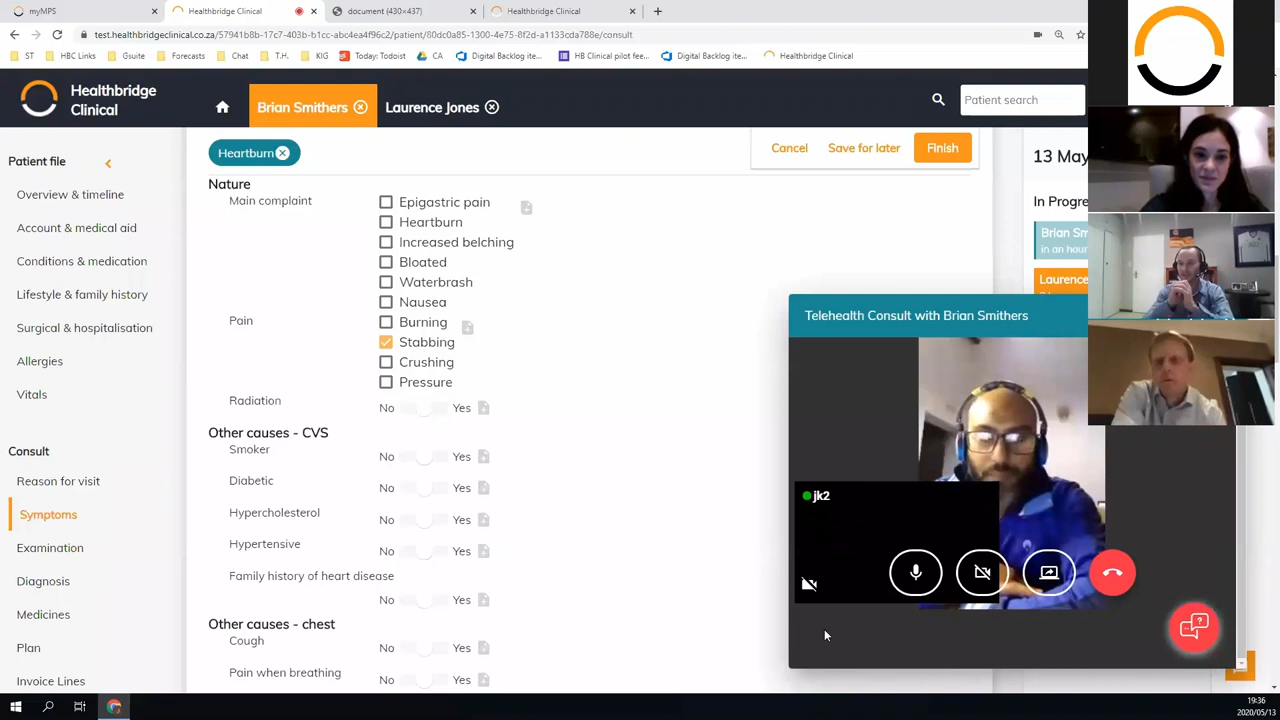 myMPS
Healthbridge Clinical
document (430×437)
Healthbridge Clinical
test.healthbridgeclinical.co.za/57941b8b-17c7-403b-b1cc-abc4ea4f96c2/patient/80dc0a85-1300-4e75-8f2d-a1133cda788e/consult
ST
HBC Links
Gsuite
Forecasts
Chat
T.H.
KIG
Today: Todoist
CA
Digital Backlog ite...
HB Clinical pilot fee...
Digital Backlog ite...
Healthbridge Clinical
Healthbridge
Clinical
Brian Smithers
Laurence Jones
Patient search
Patient file
Overview & timeline
Account & medical aid
Conditions & medication
Lifestyle & family history
Surgical & hospitalisation
Allergies
Vitals
Consult
Reason for visit
Symptoms
Examination
Diagnosis
Medicines
Plan
Invoice Lines
Heartburn
Cancel
Save for later
Finish
Nature
Main complaint
Epigastric pain
Heartburn
Increased belching
Bloated
Waterbrash
Nausea
Pain
Burning
Stabbing
Crushing
Pressure
Radiation
No Yes
Other causes - CVS
Smoker
No Yes
Diabetic
No Yes
Hypercholesterol
No Yes
Hypertensive
No Yes
Family history of heart disease
No Yes
Other causes - chest
Cough
No Yes
Pain when breathing
No Yes
13 May
In Progre
Brian Sm
in an hour
Laurence
Telehealth Consult with Brian Smithers
jk2
19:36
2020/05/13